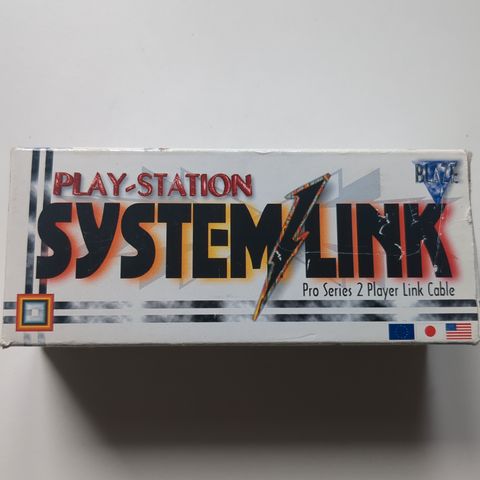 BLAZE
PLAY-STATION
SYSTEM LINK
Pro Series 2 Player Link Cable